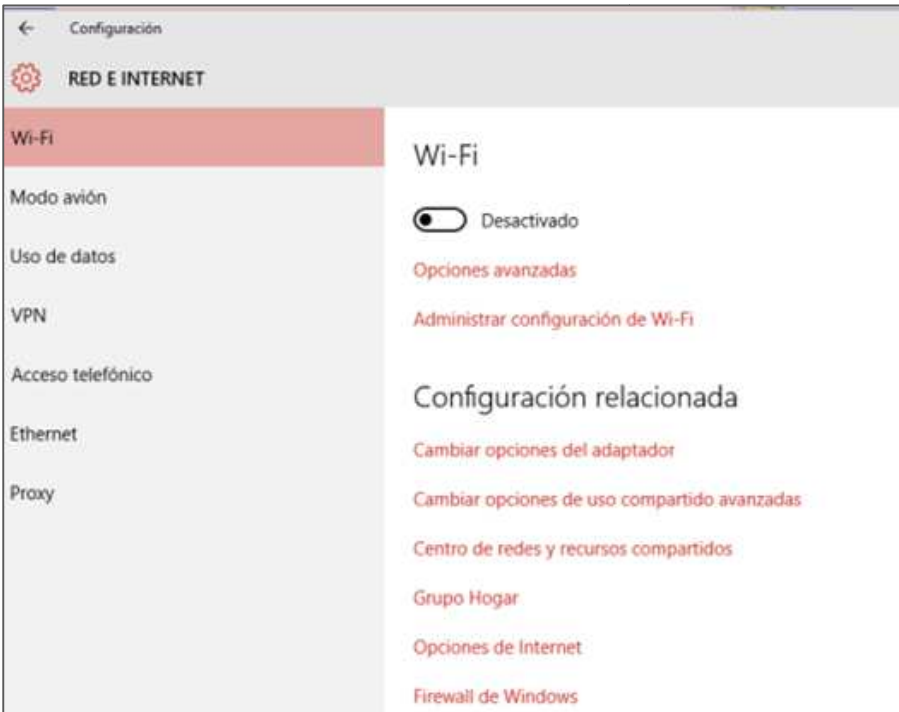 Configuración
RED E INTERNET
Wi-Fi
Modo avión
Uso de datos
VPN
Acceso telefónico
Ethernet
Proxy
Wi-Fi
Desactivado
Opciones avanzadas
Administrar configuración de Wi-Fi
Configuración relacionada
Cambiar opciones del adaptador
Cambiar opciones de uso compartido avanzadas
Centro de redes y recursos compartidos
Grupo Hogar
Opciones de Internet
Firewall de Windows